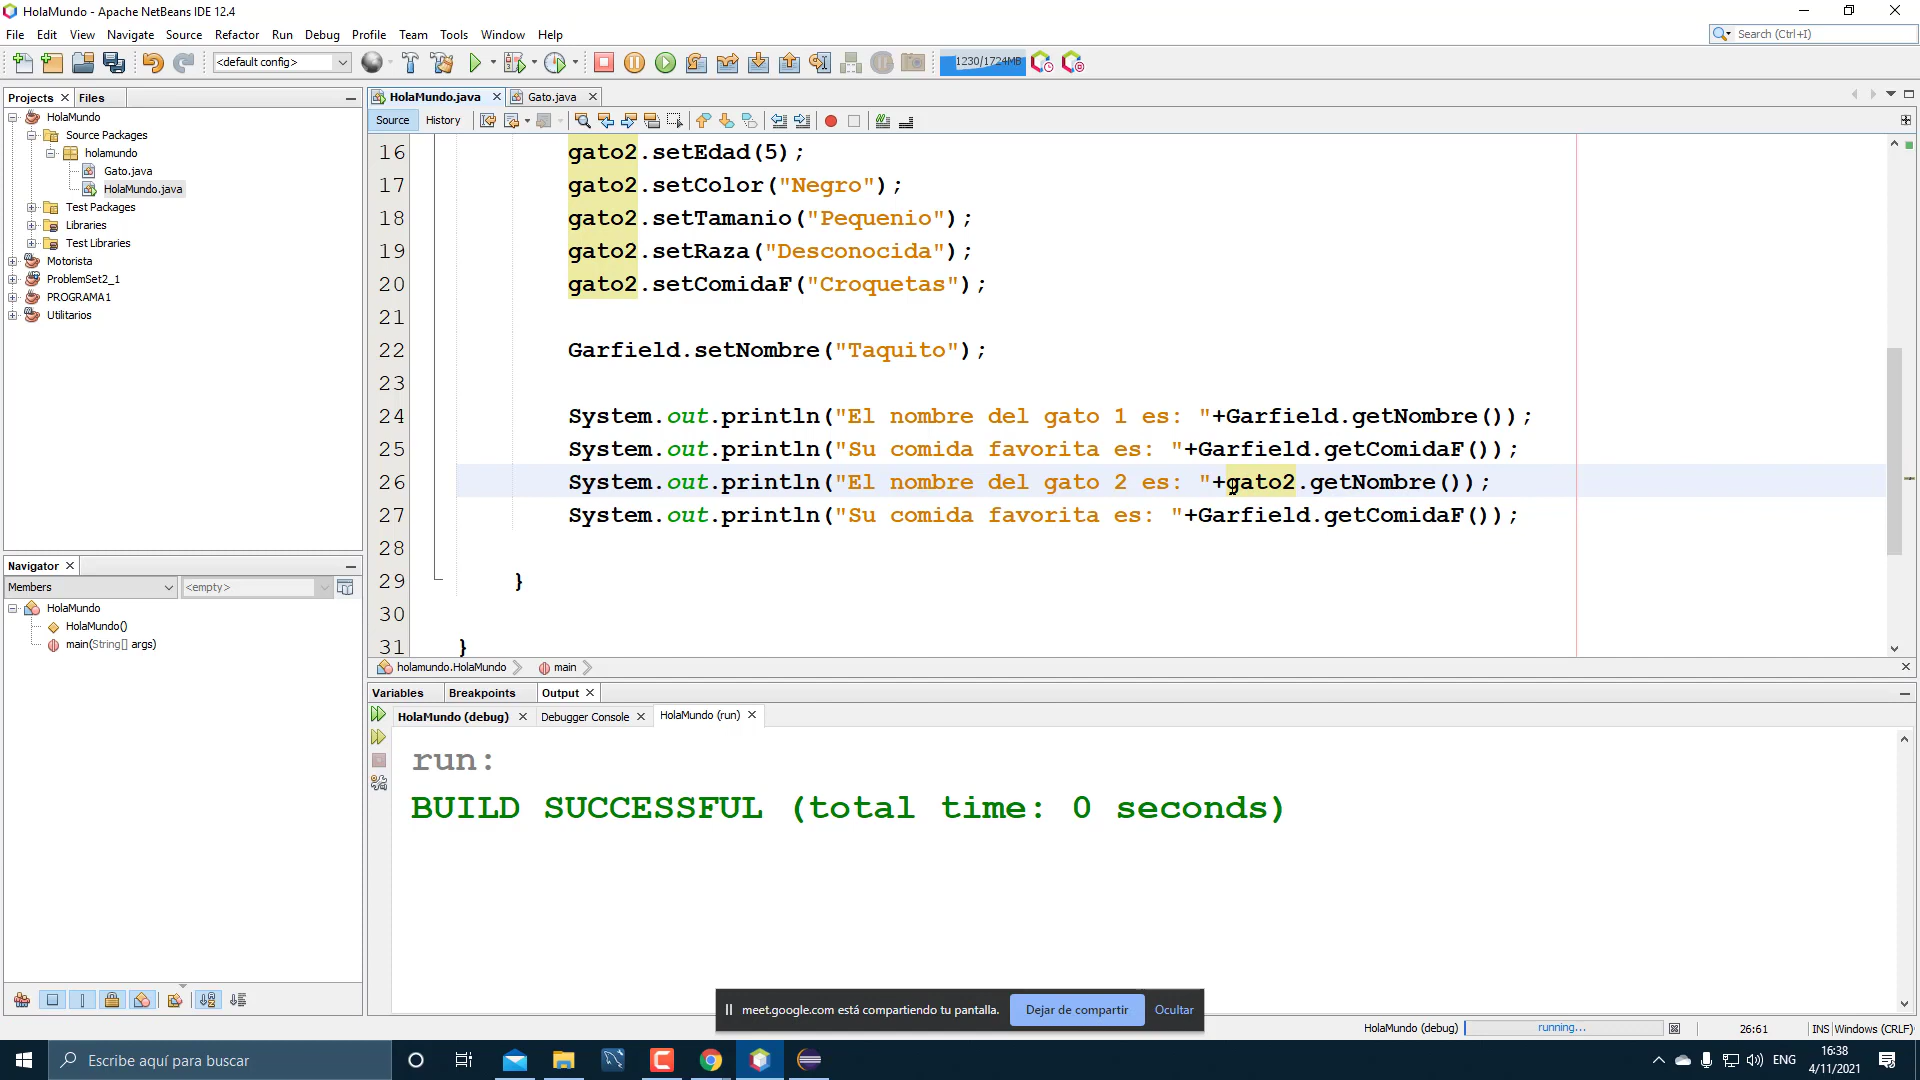 HolaMundo - Apache NetBeans IDE 12.4
File Edit View Navigate Source Refactor Run Debug Profile Team Tools Window Help
Search (Ctrl+I)
<default config>
1230/1724MB
Projects Files
HolaMundo.java Gato.java
Source History
HolaMundo
Source Packages
holamundo
Gato.java
HolaMundo.java
Test Packages
Libraries
Test Libraries
Motorista
ProblemSet2_1
PROGRAMA1
Utilitarios
16 gato2.setEdad(5);
17 gato2.setColor("Negro");
18 gato2.setTamanio("Pequenio");
19 gato2.setRaza("Desconocida");
20 gato2.setComidaF("Croquetas");
21
22 Garfield.setNombre("Taquito");
23
24 System.out.println("El nombre del gato 1 es: "+Garfield.getNombre());
25 System.out.println("Su comida favorita es: "+Garfield.getComidaF());
26 System.out.println("El nombre del gato 2 es: "+gato2.getNombre());
27 System.out.println("Su comida favorita es: "+Garfield.getComidaF());
28
29 }
30
31 }
holamundo.HolaMundo main
Navigator
Members <empty>
HolaMundo
HolaMundo()
main(String[] args)
Variables Breakpoints Output
HolaMundo (debug) Debugger Console HolaMundo (run)
run:
BUILD SUCCESSFUL (total time: 0 seconds)
meet.google.com está compartiendo tu pantalla. Dejar de compartir Ocultar
HolaMundo (debug) running... 26:61 INS Windows (CRLF)
Escribe aquí para buscar
ENG
16:38
4/11/2021